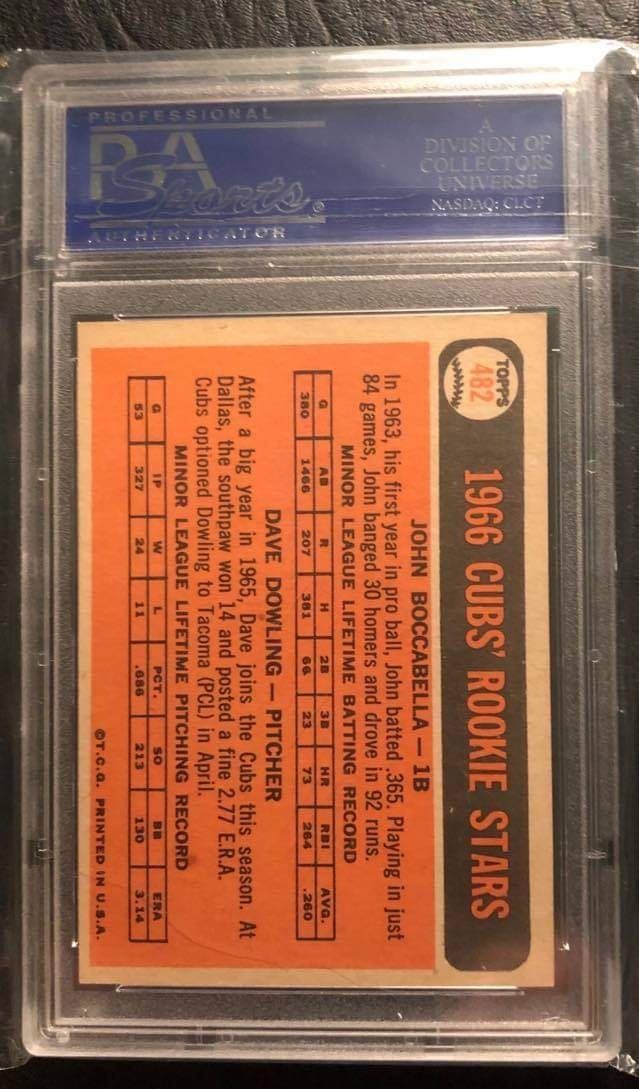 PROFESSIONAL
PSA
Sports
AUTHENTICATOR
A
DIVISION OF
COLLECTORS
UNIVERSE
NASDAQ: CLCT
TOPPS
482
1966 CUBS' ROOKIE STARS
JOHN BOCCABELLA — 1B
In 1963, his first year in pro ball, John batted .365. Playing in just
84 games, John banged 30 homers and drove in 92 runs.
MINOR LEAGUE LIFETIME BATTING RECORD
G AB R H 2B 3B HR RBI AVG.
380 1466 207 381 66 23 73 264 .260
DAVE DOWLING — PITCHER
After a big year in 1965, Dave joins the Cubs this season. At
Dallas, the southpaw won 14 and posted a fine 2.77 E.R.A.
Cubs optioned Dowling to Tacoma (PCL) in April.
MINOR LEAGUE LIFETIME PITCHING RECORD
G IP W L PCT. SO BB ERA
53 327 24 11 .686 213 130 3.14
©T.C.G. PRINTED IN U.S.A.